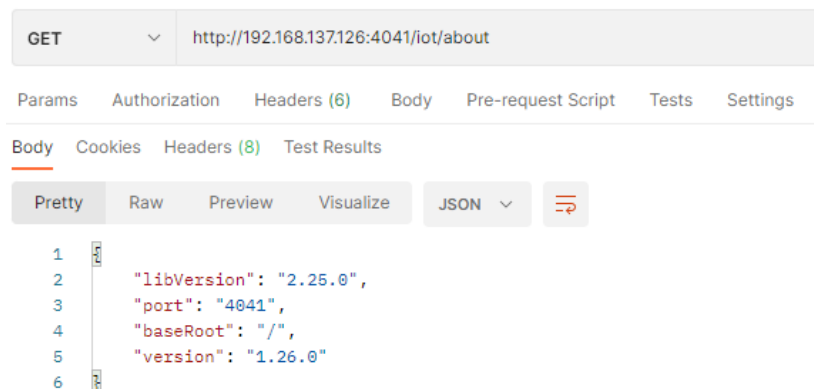 GET http://192.168.137.126:4041/iot/about
Params Authorization Headers (6) Body Pre-request Script Tests Settings
Body Cookies Headers (8) Test Results
Pretty Raw Preview Visualize JSON
1 {
2 "libVersion": "2.25.0",
3 "port": "4041",
4 "baseRoot": "/",
5 "version": "1.26.0"
6 }